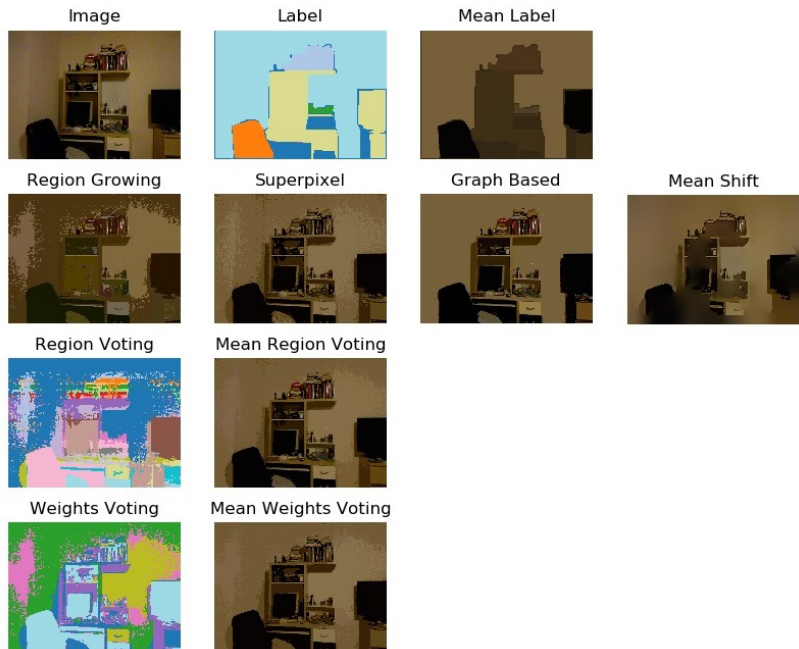 Image
Label
Mean Label
Region Growing
Superpixel
Graph Based
Mean Shift
Region Voting
Mean Region Voting
Weights Voting
Mean Weights Voting